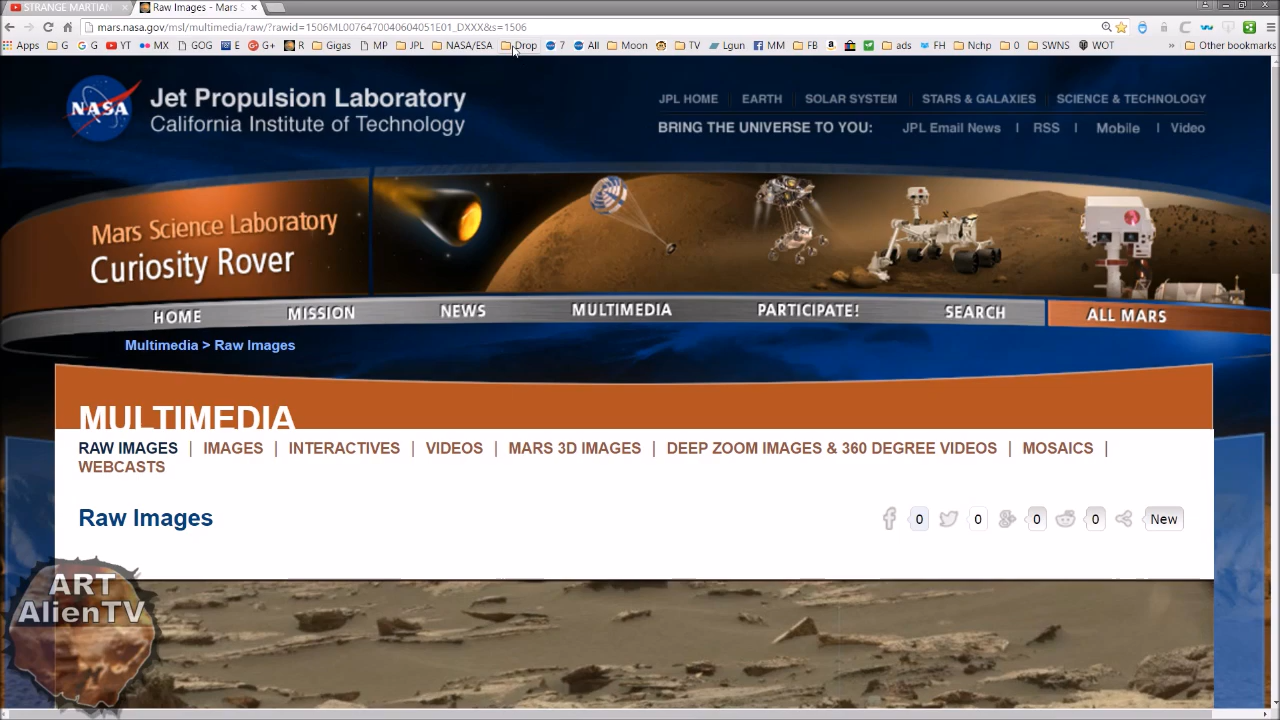 STRANGE MARTIAN
Raw Images - Mars S
mars.nasa.gov/msl/multimedia/raw/?rawid=1506ML0076470040604051E01_DXXX&s=1506
Apps G G YT MX GOG E G+ R Gigas MP JPL NASA/ESA Drop 7 All Moon TV Lgun MM FB ads FH Nchp 0 SWNS WOT » Other bookmarks
NASA
Jet Propulsion Laboratory
California Institute of Technology
JPL HOME EARTH SOLAR SYSTEM STARS & GALAXIES SCIENCE & TECHNOLOGY
BRING THE UNIVERSE TO YOU: JPL Email News | RSS | Mobile | Video
Mars Science Laboratory
Curiosity Rover
HOME MISSION NEWS MULTIMEDIA PARTICIPATE! SEARCH ALL MARS
Multimedia > Raw Images
MULTIMEDIA
RAW IMAGES | IMAGES | INTERACTIVES | VIDEOS | MARS 3D IMAGES | DEEP ZOOM IMAGES & 360 DEGREE VIDEOS | MOSAICS |
WEBCASTS
Raw Images
0 0 0 0 New
ART
AlienTV